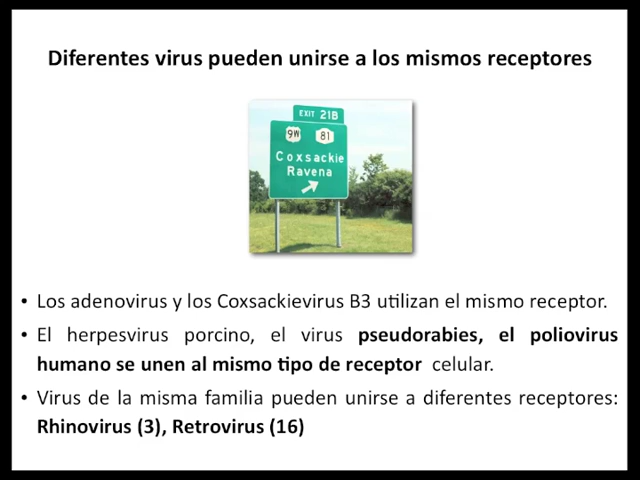 Diferentes virus pueden unirse a los mismos receptores
EXIT 21B
9W 81
Coxsackie
Ravena
• Los adenovirus y los Coxsackievirus B3 utilizan el mismo receptor.
• El herpesvirus porcino, el virus pseudorabies, el poliovirus
humano se unen al mismo tipo de receptor celular.
• Virus de la misma familia pueden unirse a diferentes receptores:
Rhinovirus (3), Retrovirus (16)